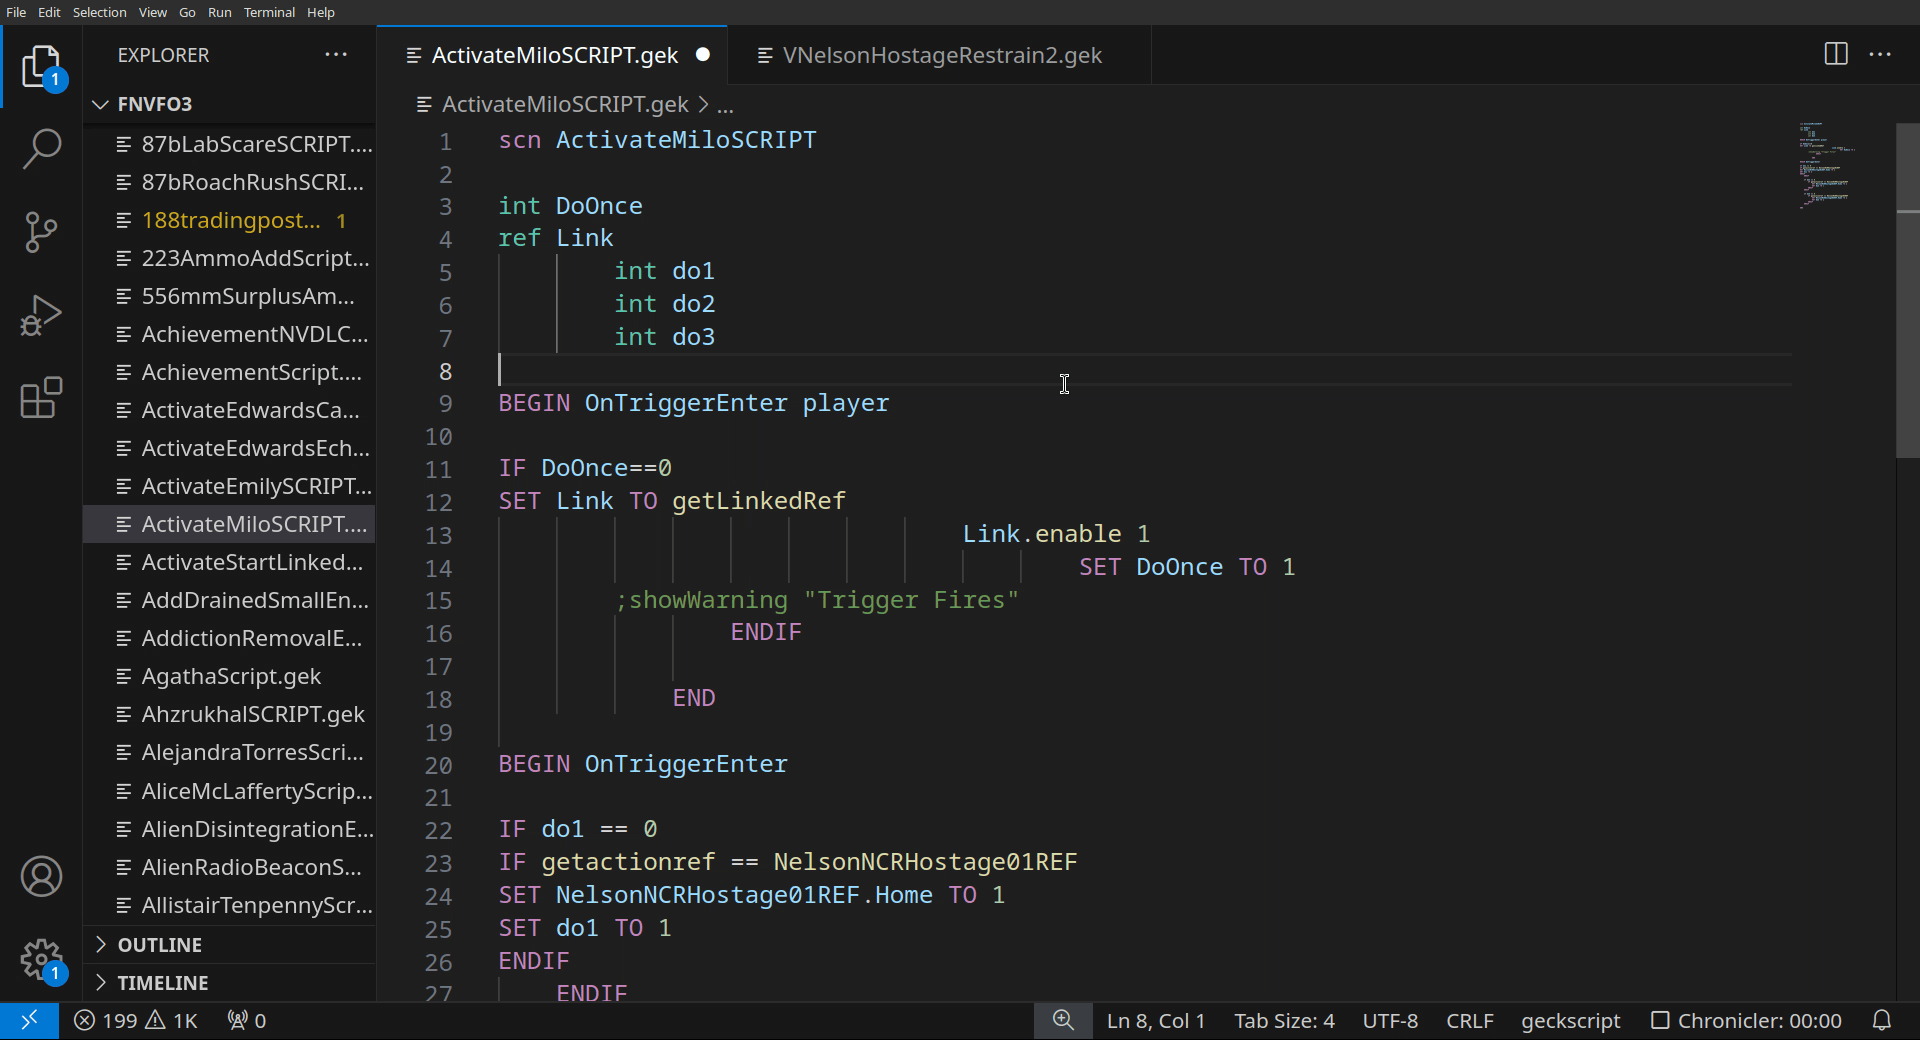 File Edit Selection View Go Run Terminal Help
EXPLORER
FNVFO3
87bLabScareSCRIPT....
87bRoachRushSCRI...
188tradingpost... 1
223AmmoAddScript...
556mmSurplusAm...
AchievementNVDLC...
AchievementScript....
ActivateEdwardsCa...
ActivateEdwardsEch...
ActivateEmilySCRIPT...
ActivateMiloSCRIPT....
ActivateStartLinked...
AddDrainedSmallEn...
AddictionRemovalE...
AgathaScript.gek
AhzrukhalSCRIPT.gek
AlejandraTorresScri...
AliceMcLaffertyScrip...
AlienDisintegrationE...
AlienRadioBeaconS...
AllistairTenpennyScr...
OUTLINE
TIMELINE
1
1
ActivateMiloSCRIPT.gek
VNelsonHostageRestrain2.gek
ActivateMiloSCRIPT.gek > ...
1 scn ActivateMiloSCRIPT
2
3 int DoOnce
4 ref Link
5 int do1
6 int do2
7 int do3
8
9 BEGIN OnTriggerEnter player
10
11 IF DoOnce==0
12 SET Link TO getLinkedRef
13 Link.enable 1
14 SET DoOnce TO 1
15 ;showWarning "Trigger Fires"
16 ENDIF
17
18 END
19
20 BEGIN OnTriggerEnter
21
22 IF do1 == 0
23 IF getactionref == NelsonNCRHostage01REF
24 SET NelsonNCRHostage01REF.Home TO 1
25 SET do1 TO 1
26 ENDIF
27 ENDIF
199 1K 0
Ln 8, Col 1 Tab Size: 4 UTF-8 CRLF geckscript Chronicler: 00:00